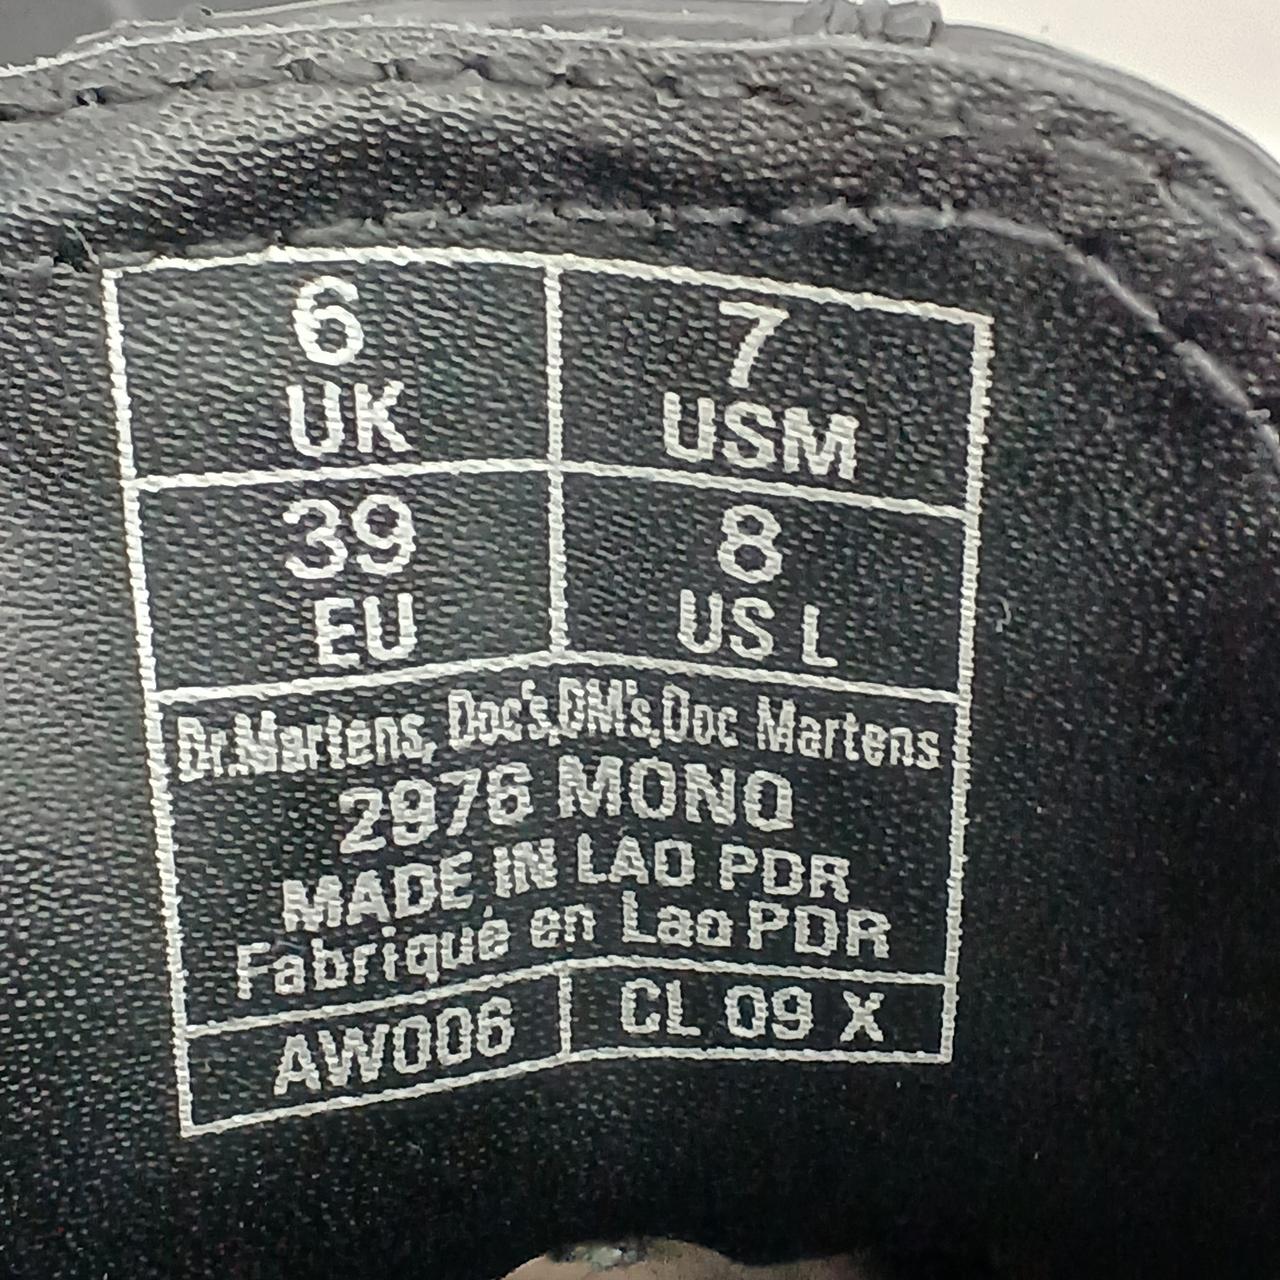 6
UK
7
USM
39
EU
8
US L
Dr.Martens, Doc's,DM's,Doc Martens
2976 MONO
MADE IN LAO PDR
Fabriqué en Lao PDR
AW006
CL 09 X